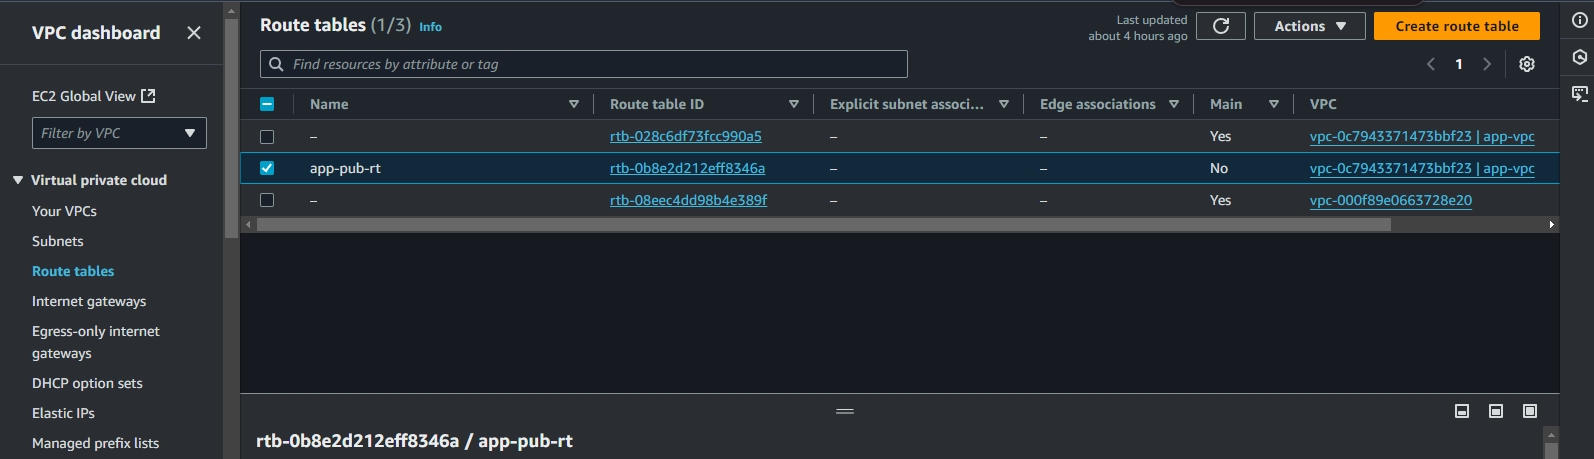 VPC dashboard
EC2 Global View
Filter by VPC
Virtual private cloud
Your VPCs
Subnets
Route tables
Internet gateways
Egress-only internet
gateways
DHCP option sets
Elastic IPs
Managed prefix lists
Route tables (1/3) Info
Last updated
about 4 hours ago
Actions
Create route table
Find resources by attribute or tag
1
Name Route table ID Explicit subnet associ... Edge associations Main VPC
– rtb-028c6df73fcc990a5 – – Yes vpc-0c7943371473bbf23 | app-vpc
app-pub-rt rtb-0b8e2d212eff8346a – – No vpc-0c7943371473bbf23 | app-vpc
– rtb-08eec4dd98b4e389f – – Yes vpc-000f89e0663728e20
rtb-0b8e2d212eff8346a / app-pub-rt